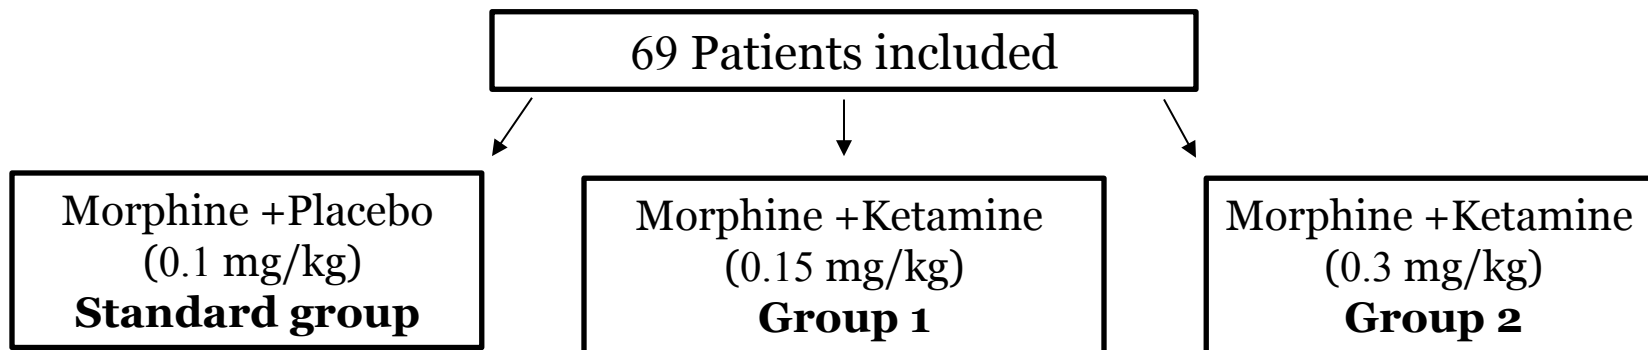 69 Patients included
Morphine +Placebo
(0.1 mg/kg)
Standard group
Morphine +Ketamine
(0.15 mg/kg)
Group 1
Morphine +Ketamine
(0.3 mg/kg)
Group 2